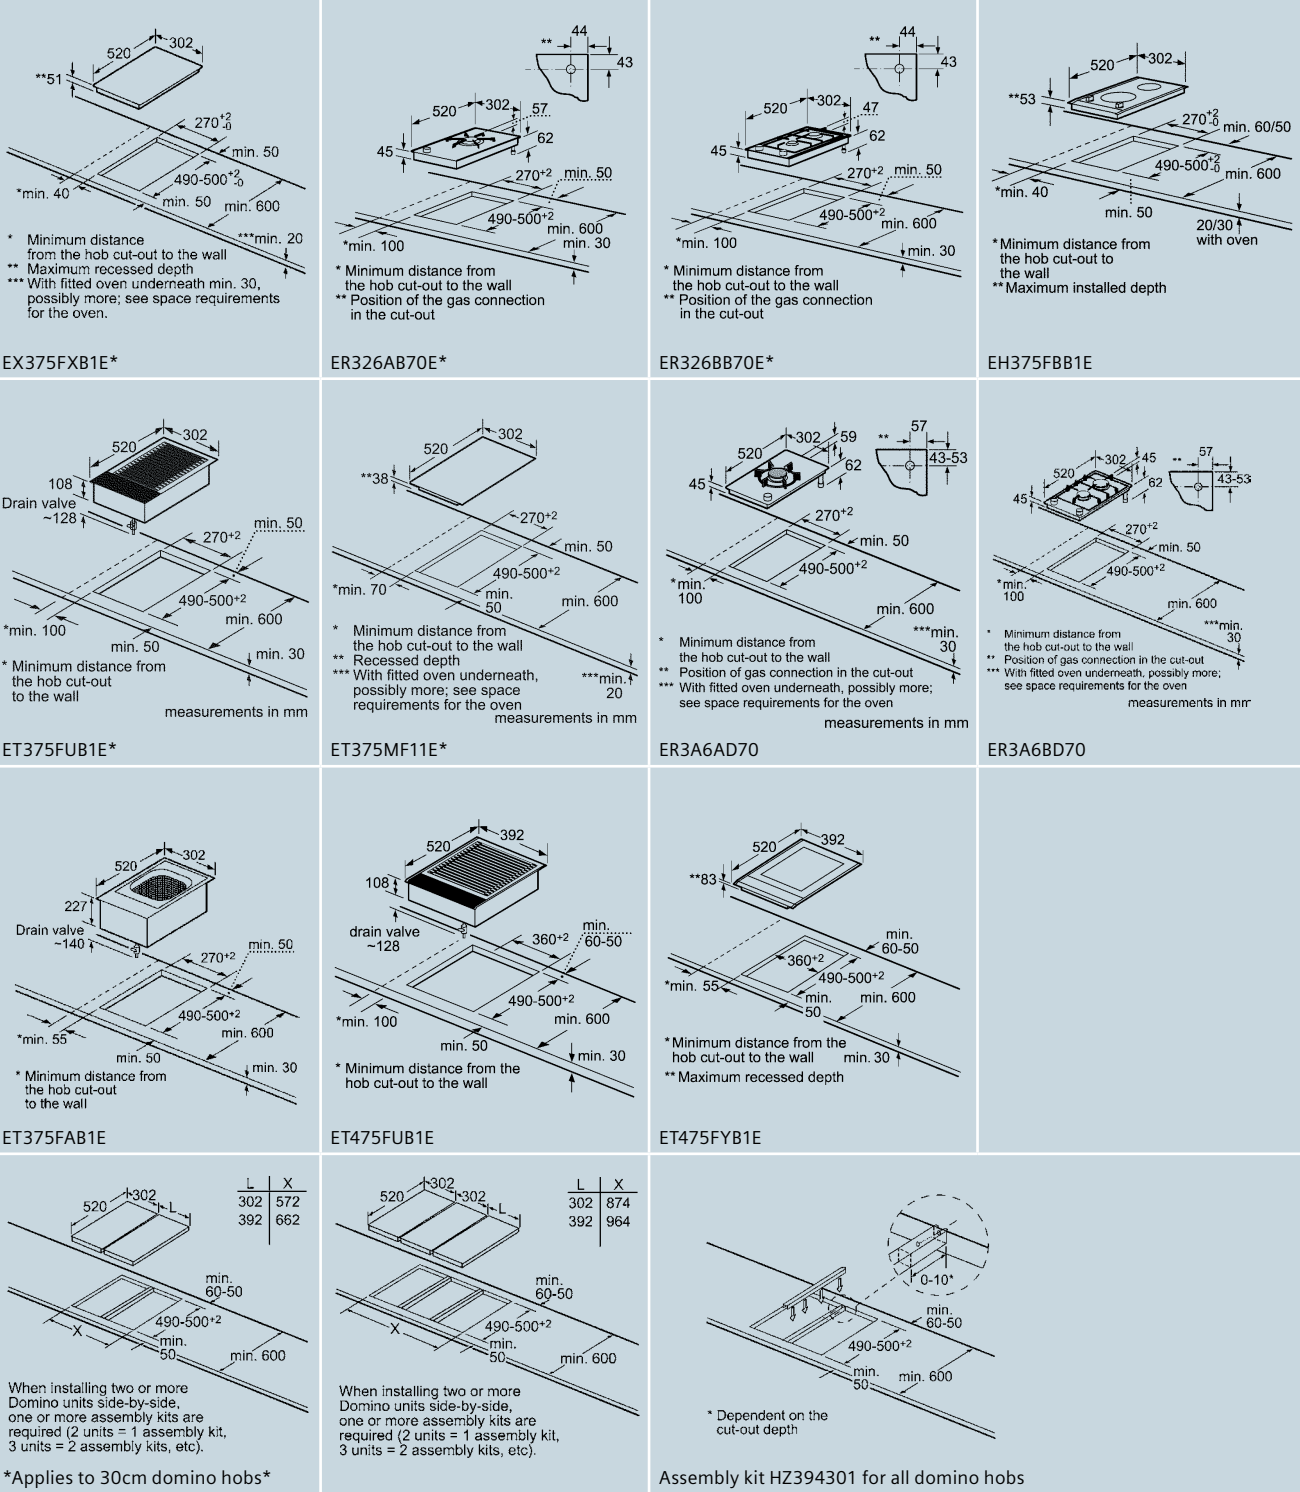 520
302
**51
270+2-0
min. 50
490-500+2-0
*min. 40
min. 50
min. 600
***min. 20
* Minimum distance
from the hob cut-out to the wall
** Maximum recessed depth
*** With fitted oven underneath min. 30,
possibly more; see space requirements
for the oven.
EX375FXB1E*
44
**
43
520
302
57
62
45
270+2
min. 50
490-500+2
min. 600
*min. 100
min. 30
* Minimum distance from
the hob cut-out to the wall
** Position of the gas connection
in the cut-out
ER326AB70E*
44
**
43
520
302
47
62
45
270+2
min. 50
490-500+2
min. 600
*min. 100
min. 30
* Minimum distance from
the hob cut-out to the wall
** Position of the gas connection
in the cut-out
ER326BB70E*
520
302
**53
270+2-0
min. 60/50
490-500+2-0
min. 600
*min. 40
min. 50
20/30
with oven
* Minimum distance from
the hob cut-out to
the wall
** Maximum installed depth
EH375FBB1E
520
302
108
Drain valve
~128
min. 50
270+2
490-500+2
min. 600
*min. 100
min. 50
min. 30
* Minimum distance from
the hob cut-out
to the wall
measurements in mm
ET375FUB1E*
302
520
**38
270+2
min. 50
490-500+2
*min. 70
min.
50
min. 600
* Minimum distance from
the hob cut-out to the wall
** Recessed depth
*** With fitted oven underneath,
possibly more; see space
requirements for the oven
***min.
20
measurements in mm
ET375MF11E*
57
302
59
**
520
43-53
62
45
270+2
min. 50
490-500+2
*min.
100
min. 600
***min.
30
* Minimum distance from
the hob cut-out to the wall
** Position of gas connection in the cut-out
*** With fitted oven underneath, possibly more;
see space requirements for the oven
measurements in mm
ER3A6AD70
57
302
45
**
520
43-53
62
45
270+2
min. 50
490-500+2
*min.
100
min. 600
***min.
30
* Minimum distance from
the hob cut-out to the wall
** Position of gas connection in the cut-out
*** With fitted oven underneath, possibly more;
see space requirements for the oven
measurements in mm
ER3A6BD70
520
302
227
Drain valve
~140
min. 50
270+2
490-500+2
min. 600
*min. 55
min. 50
min. 30
* Minimum distance from
the hob cut-out
to the wall
ET375FAB1E
392
520
108
drain valve
~128
min.
60-50
360+2
490-500+2
min. 600
*min. 100
min. 50
min. 30
* Minimum distance from the
hob cut-out to the wall
ET475FUB1E
392
520
**83
min.
60-50
360+2
490-500+2
*min. 55
min.
50
min. 600
* Minimum distance from the
hob cut-out to the wall
min. 30
** Maximum recessed depth
ET475FYB1E
L X
302 572
392 662
520
302
L
min.
60-50
490-500+2
X
min.
50
min. 600
When installing two or more
Domino units side-by-side,
one or more assembly kits are
required (2 units = 1 assembly kit,
3 units = 2 assembly kits, etc).
*Applies to 30cm domino hobs*
L X
302 874
392 964
520
302
302
L
min.
60-50
490-500+2
X
min.
50
min. 600
When installing two or more
Domino units side-by-side,
one or more assembly kits are
required (2 units = 1 assembly kit,
3 units = 2 assembly kits, etc).
0-10*
min.
60-50
490-500+2
min.
50
min. 600
* Dependent on the
cut-out depth
Assembly kit HZ394301 for all domino hobs